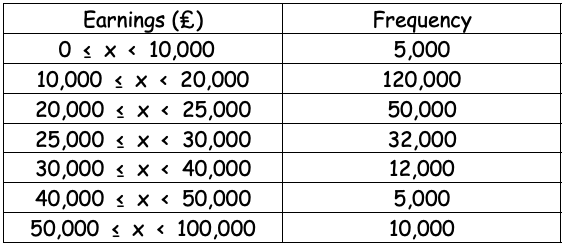 Earnings (£) Frequency
0 ≤ x < 10,000 5,000
10,000 ≤ x < 20,000 120,000
20,000 ≤ x < 25,000 50,000
25,000 ≤ x < 30,000 32,000
30,000 ≤ x < 40,000 12,000
40,000 ≤ x < 50,000 5,000
50,000 ≤ x < 100,000 10,000